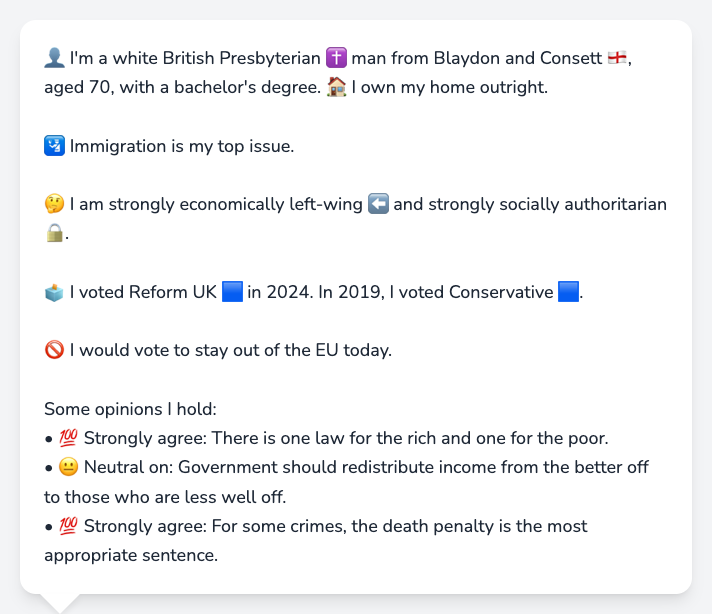 👤 I'm a white British Presbyterian ✝️ man from Blaydon and Consett 🏴󠁧󠁢󠁥󠁮󠁧󠁿,
aged 70, with a bachelor's degree. 🏠 I own my home outright.
🛂 Immigration is my top issue.
🤔 I am strongly economically left-wing ⬅️ and strongly socially authoritarian
🔒.
🗳️ I voted Reform UK 🟦 in 2024. In 2019, I voted Conservative 🟦.
🚫 I would vote to stay out of the EU today.
Some opinions I hold:
• 💯 Strongly agree: There is one law for the rich and one for the poor.
• 😐 Neutral on: Government should redistribute income from the better off
to those who are less well off.
• 💯 Strongly agree: For some crimes, the death penalty is the most
appropriate sentence.